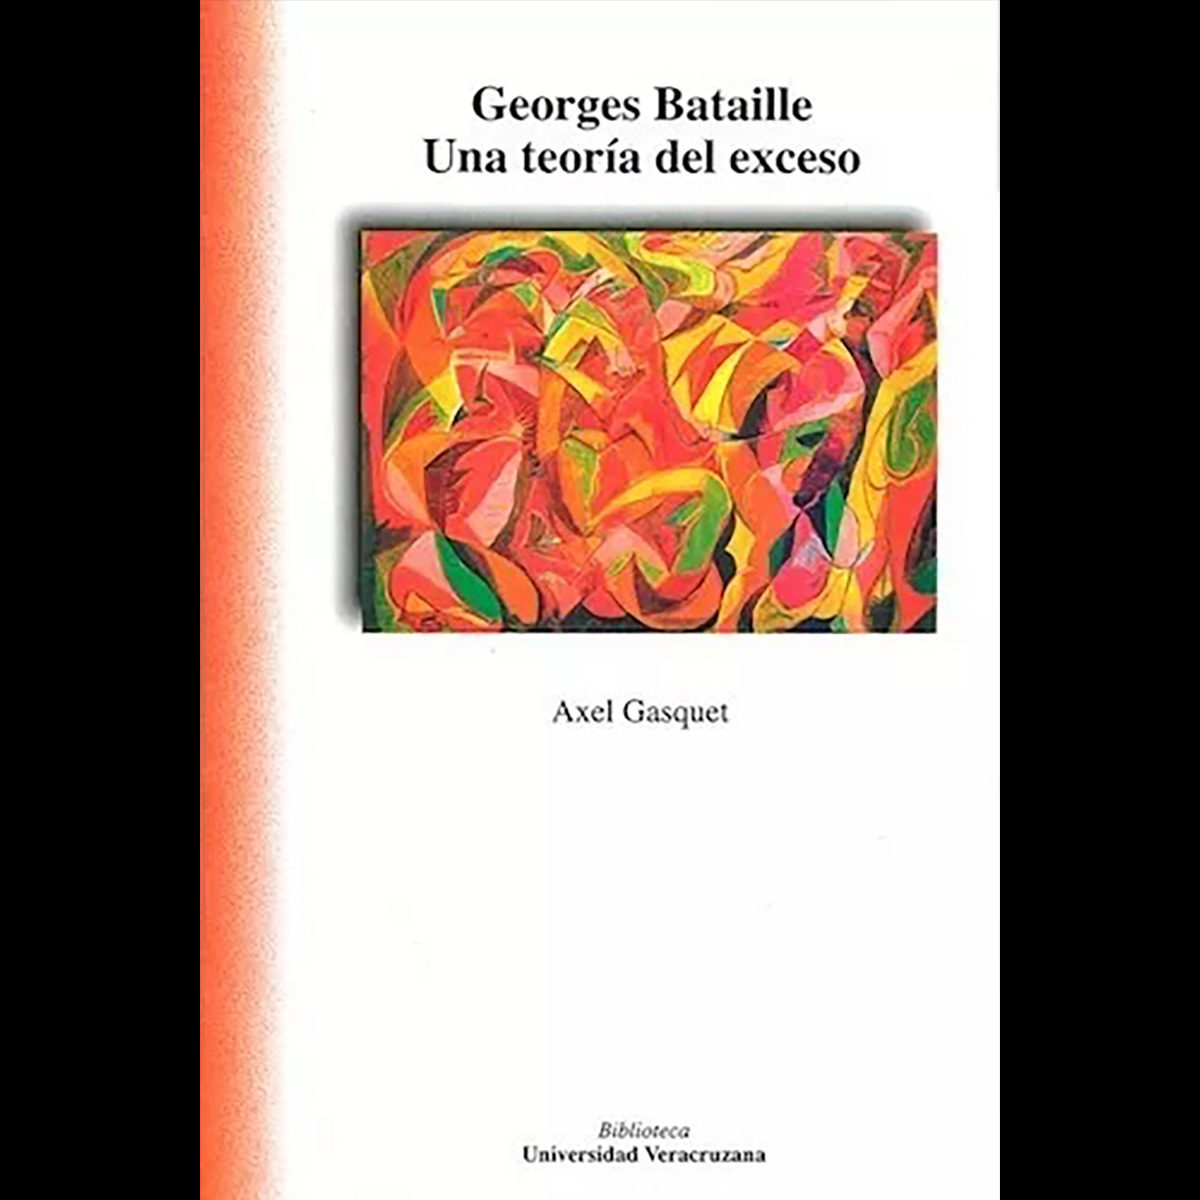 Georges Bataille
Una teoría del exceso
Axel Gasquet
Biblioteca
Universidad Veracruzana